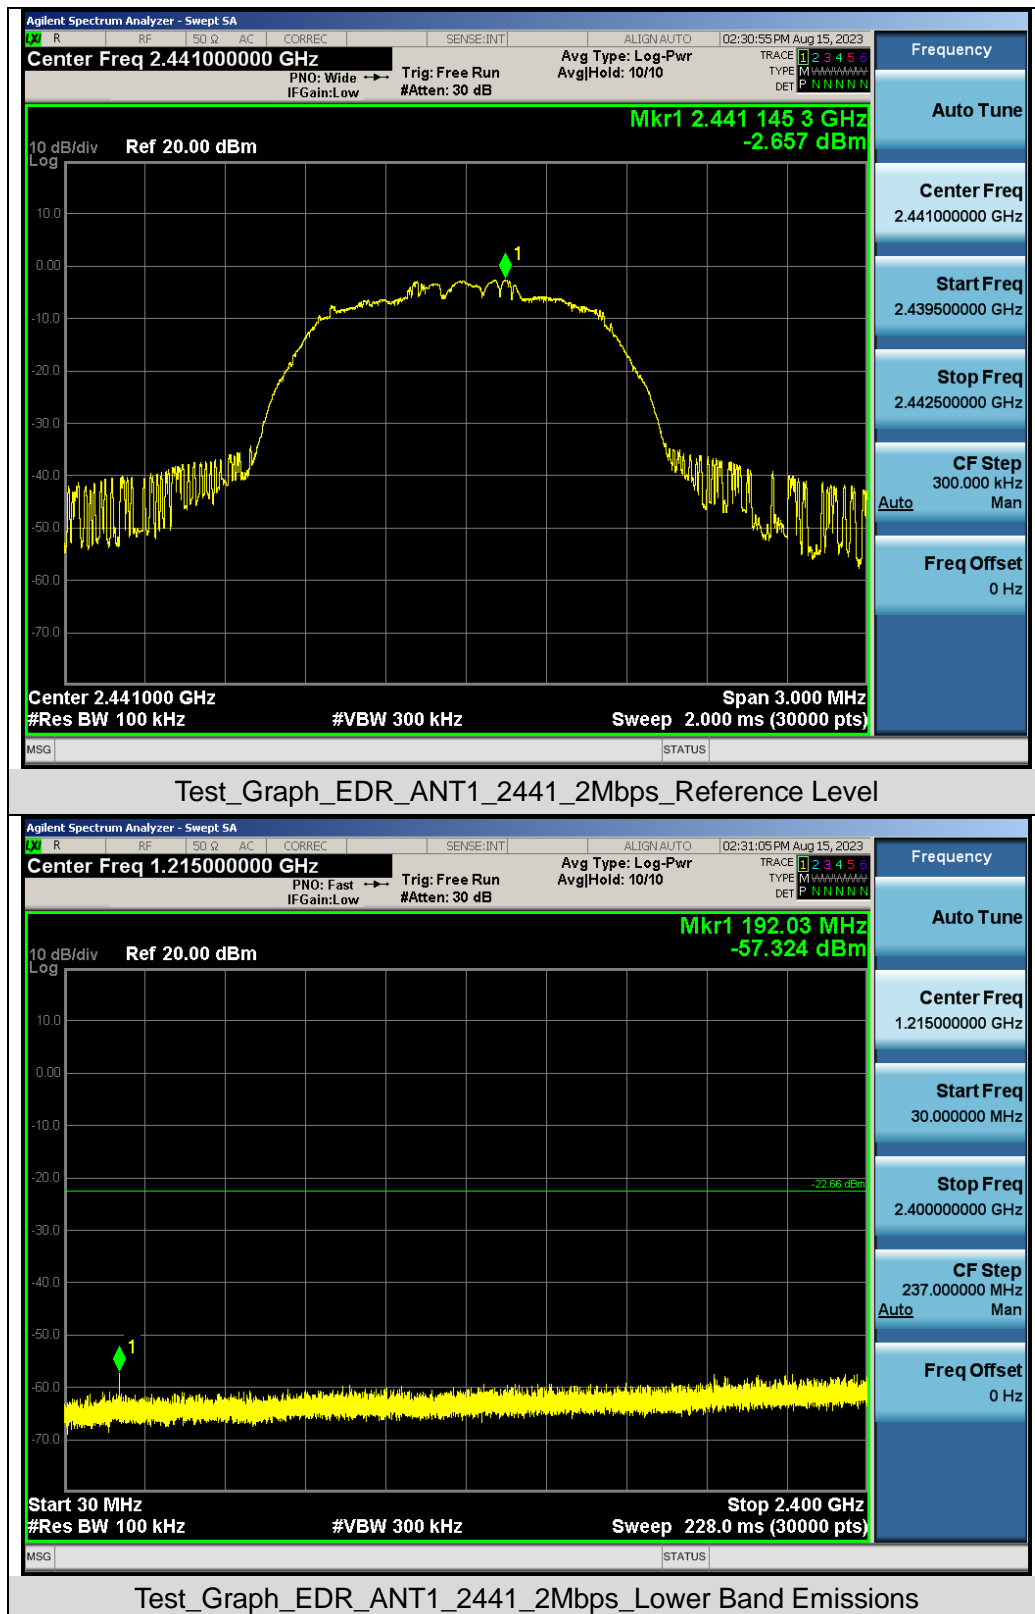 Agilent Spectrum Analyzer - Swept SA
LXI R RF 50 Ω AC CORREC SENSE:INT ALIGN AUTO 02:30:55 PM Aug 15, 2023
Center Freq 2.441000000 GHz
PNO: Wide
IFGain:Low
Trig: Free Run
#Atten: 30 dB
Avg Type: Log-Pwr
Avg|Hold: 10/10
TRACE 1 2 3 4 5 6
TYPE M
DET P N N N N N
Frequency
Auto Tune
Center Freq
2.441000000 GHz
Start Freq
2.439500000 GHz
Stop Freq
2.442500000 GHz
CF Step
300.000 kHz
Auto Man
Freq Offset
0 Hz
Mkr1 2.441 145 3 GHz
-2.657 dBm
10 dB/div Ref 20.00 dBm
Log
10.0
0.00
-10.0
-20.0
-30.0
-40.0
-50.0
-60.0
-70.0
1
Center 2.441000 GHz Span 3.000 MHz
#Res BW 100 kHz #VBW 300 kHz Sweep 2.000 ms (30000 pts)
MSG STATUS
Test_Graph_EDR_ANT1_2441_2Mbps_Reference Level
Agilent Spectrum Analyzer - Swept SA
LXI R RF 50 Ω AC CORREC SENSE:INT ALIGN AUTO 02:31:05 PM Aug 15, 2023
Center Freq 1.215000000 GHz
PNO: Fast
IFGain:Low
Trig: Free Run
#Atten: 30 dB
Avg Type: Log-Pwr
Avg|Hold: 10/10
TRACE 1 2 3 4 5 6
TYPE M
DET P N N N N N
Frequency
Auto Tune
Center Freq
1.215000000 GHz
Start Freq
30.000000 MHz
Stop Freq
2.400000000 GHz
CF Step
237.000000 MHz
Auto Man
Freq Offset
0 Hz
Mkr1 192.03 MHz
-57.324 dBm
10 dB/div Ref 20.00 dBm
Log
10.0
0.00
-10.0
-20.0
-22.66 dBm
-30.0
-40.0
-50.0
-60.0
-70.0
1
Start 30 MHz Stop 2.400 GHz
#Res BW 100 kHz #VBW 300 kHz Sweep 228.0 ms (30000 pts)
MSG STATUS
Test_Graph_EDR_ANT1_2441_2Mbps_Lower Band Emissions